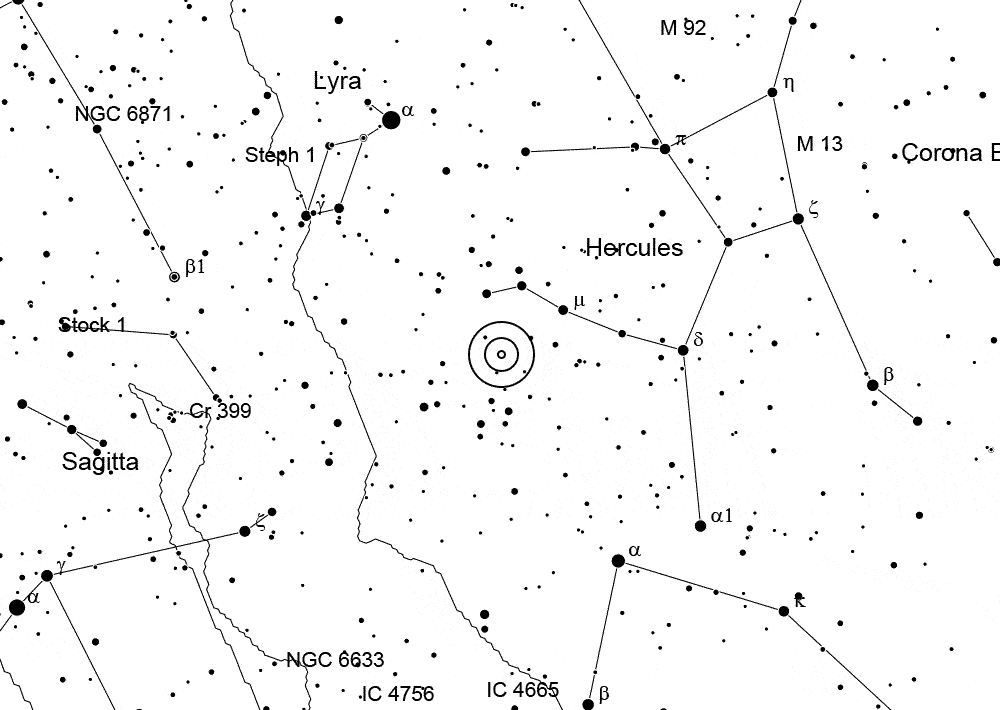 M 92
Lyra
α
η
NGC 6871
π
M 13
Steph 1
Corona B
γ
ζ
Hercules
β1
μ
Stock 1
δ
β
Cr 399
Sagitta
α1
ζ
γ
α
α
κ
NGC 6633
IC 4756
IC 4665
β